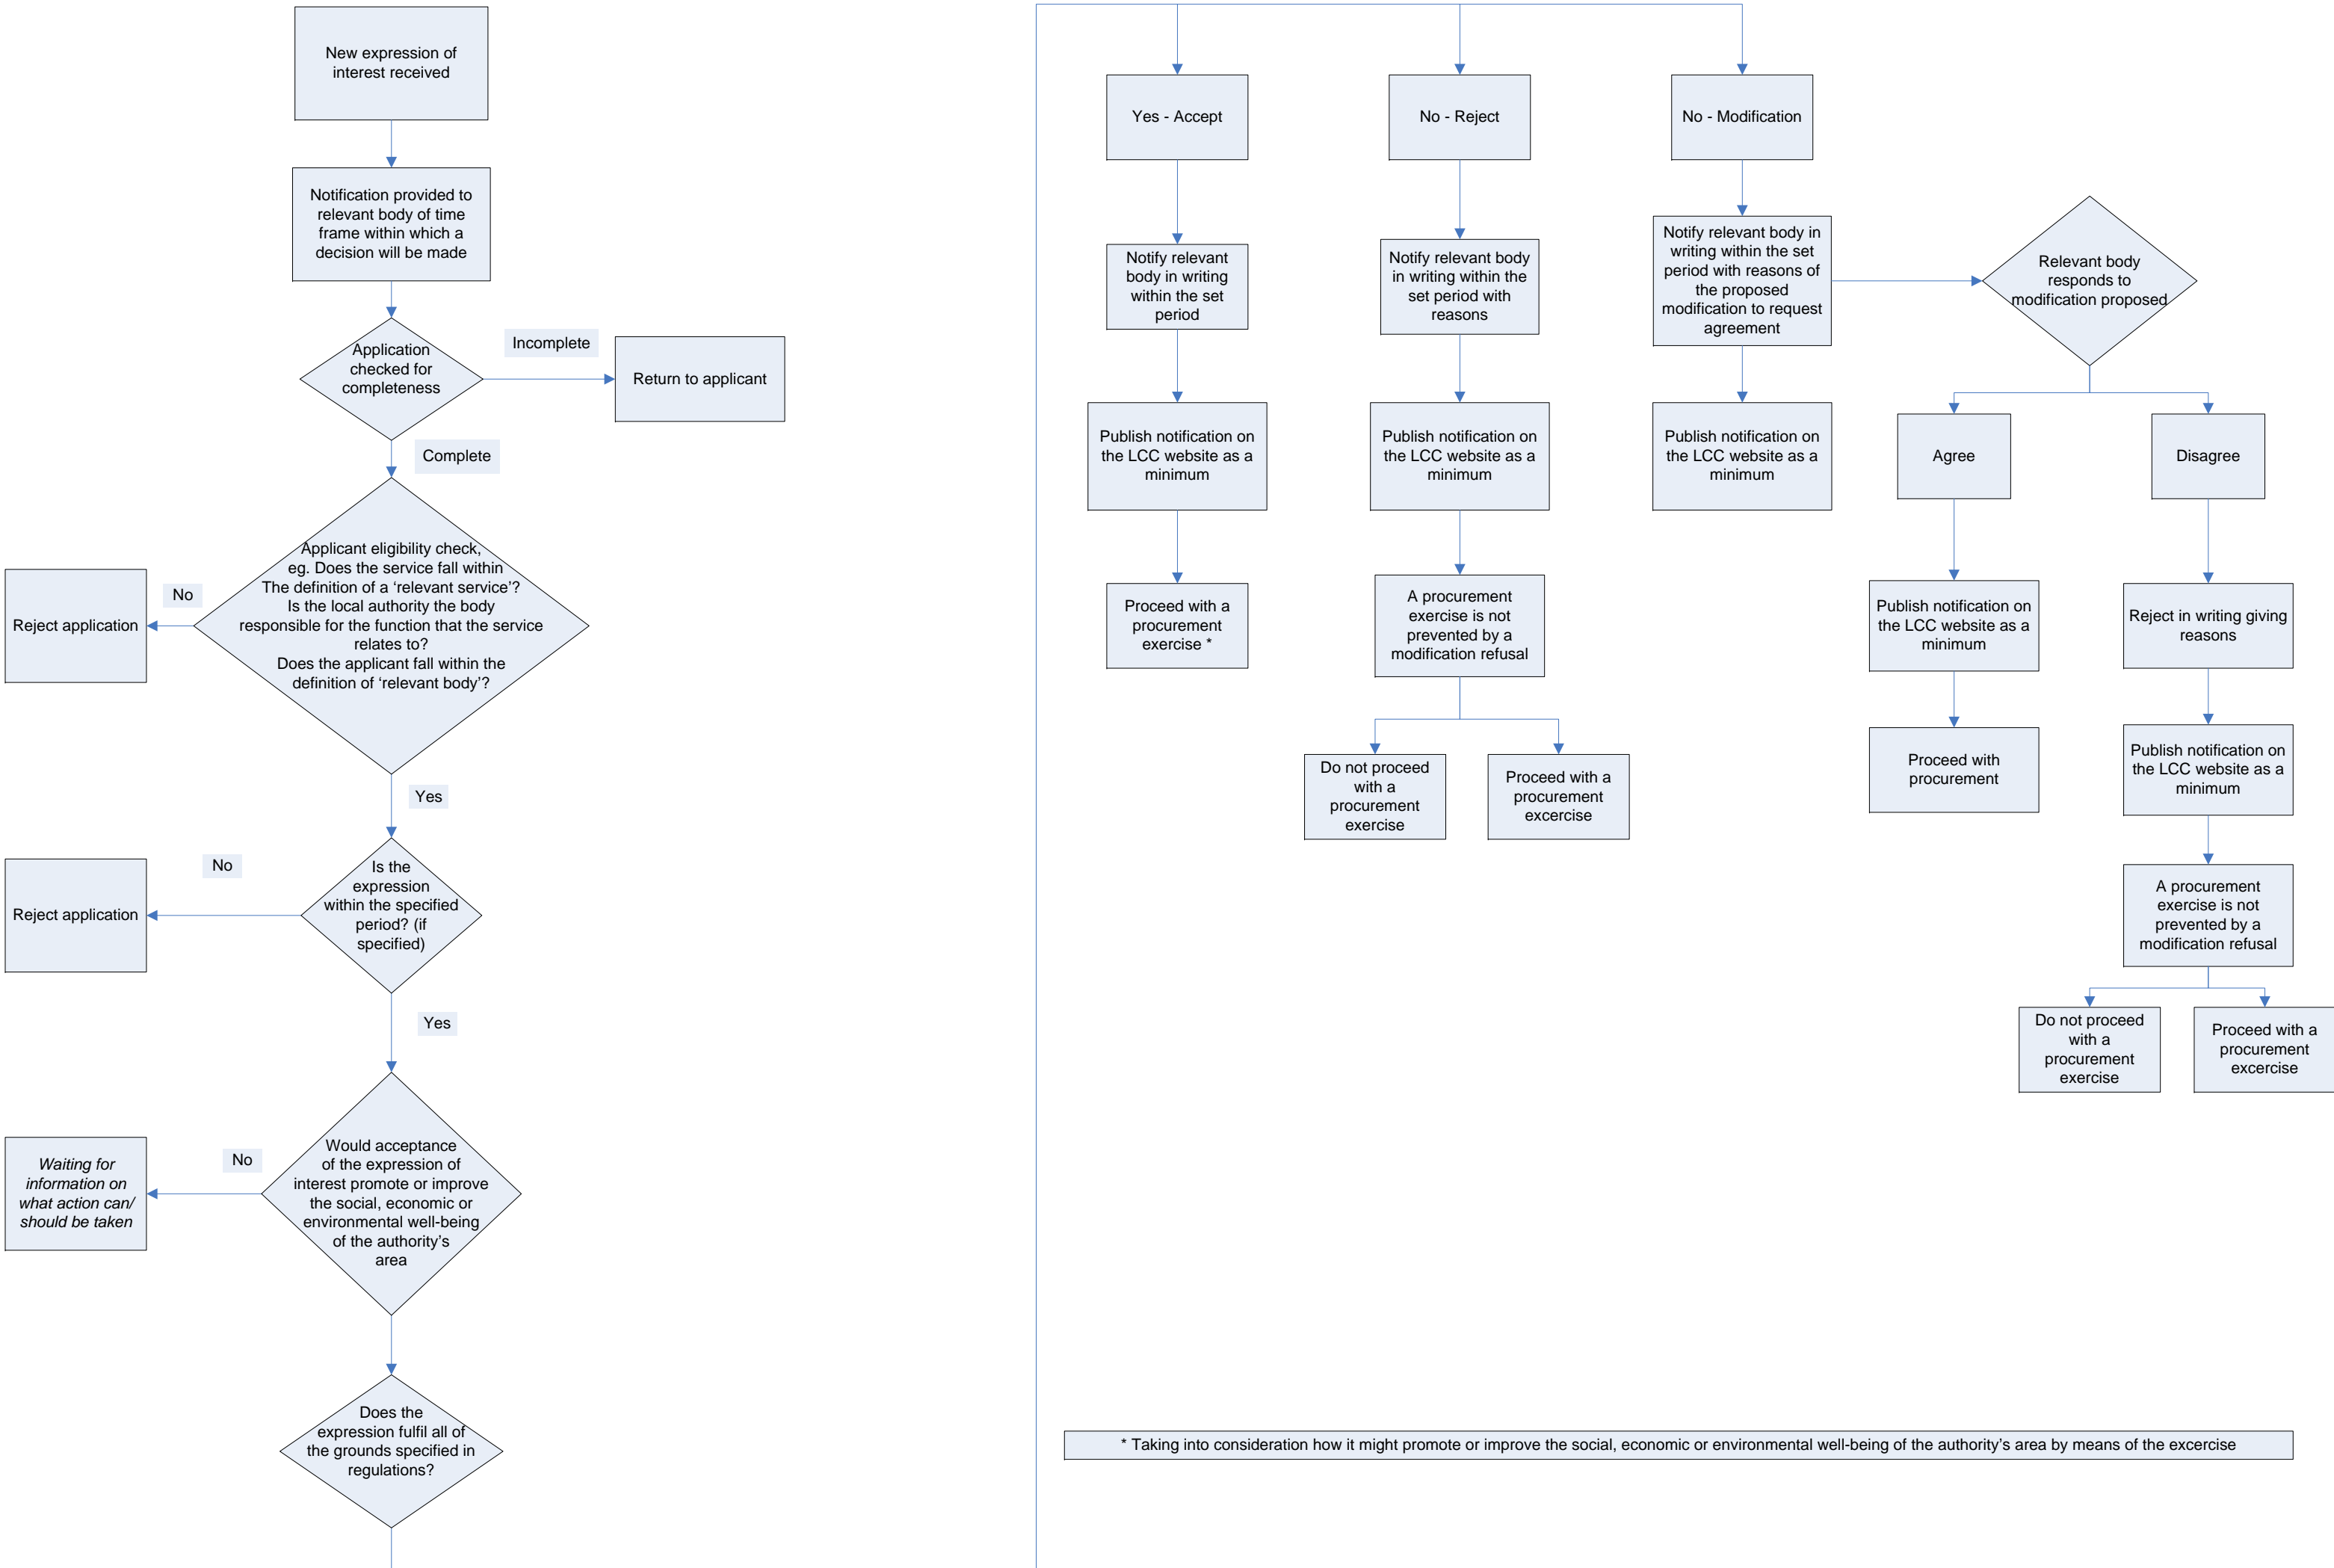 New expression of
interest received
Notification provided to
relevant body of time
frame within which a
decision will be made
Application
checked for
completeness
Incomplete
Return to applicant
Complete
Applicant eligibility check,
eg. Does the service fall within
The definition of a ‘relevant service’?
Is the local authority the body
responsible for the function that the service
relates to?
Does the applicant fall within the
definition of ‘relevant body’?
No
Reject application
Yes
Is the
expression
within the specified
period? (if
specified)
No
Reject application
Yes
Would acceptance
of the expression of
interest promote or improve
the social, economic or
environmental well-being
of the authority’s
area
No
Waiting for
information on
what action can/
should be taken
Does the
expression fulfil all of
the grounds specified in
regulations?
Yes - Accept
Notify relevant
body in writing
within the set
period
Publish notification on
the LCC website as a
minimum
Proceed with a
procurement
exercise *
No - Reject
Notify relevant body
in writing within the
set period with
reasons
Publish notification on
the LCC website as a
minimum
A procurement
exercise is not
prevented by a
modification refusal
Do not proceed
with a
procurement
exercise
Proceed with a
procurement
excercise
No - Modification
Notify relevant body in
writing within the set
period with reasons of
the proposed
modification to request
agreement
Publish notification on
the LCC website as a
minimum
Relevant body
responds to
modification proposed
Agree
Publish notification on
the LCC website as a
minimum
Proceed with
procurement
Disagree
Reject in writing giving
reasons
Publish notification on
the LCC website as a
minimum
A procurement
exercise is not
prevented by a
modification refusal
Do not proceed
with a
procurement
exercise
Proceed with a
procurement
excercise
* Taking into consideration how it might promote or improve the social, economic or environmental well-being of the authority’s area by means of the excercise